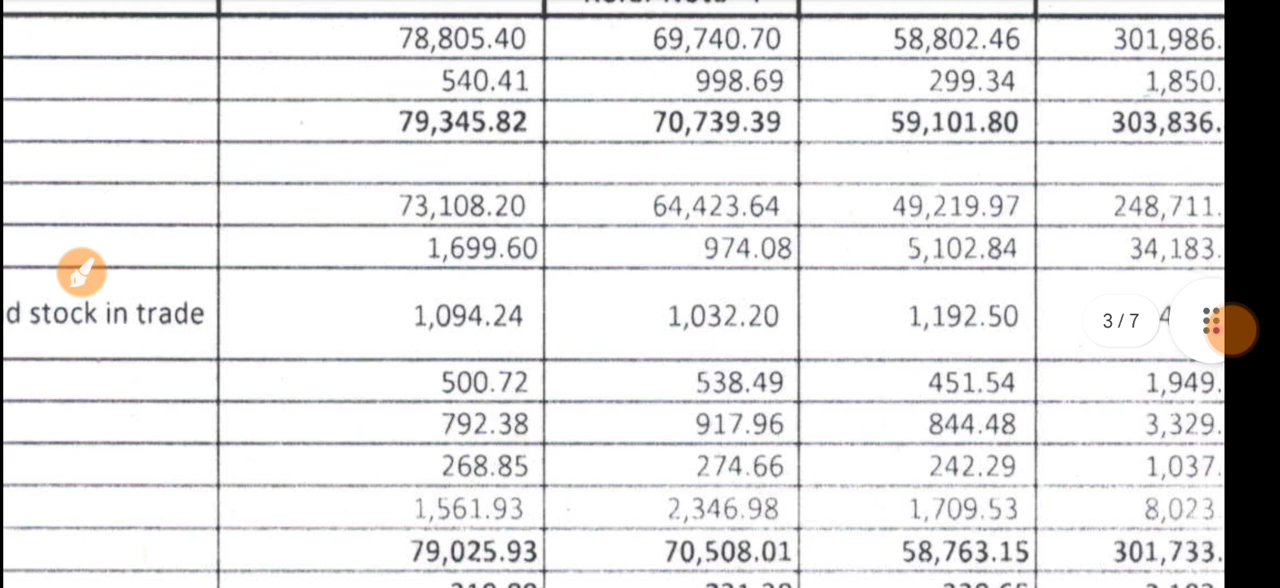 78,805.40 69,740.70 58,802.46 301,986.
540.41 998.69 299.34 1,850.
79,345.82 70,739.39 59,101.80 303,836.
73,108.20 64,423.64 49,219.97 248,711.
1,699.60 974.08 5,102.84 34,183.
d stock in trade 1,094.24 1,032.20 1,192.50 3 / 7 4
500.72 538.49 451.54 1,949.
792.38 917.96 844.48 3,329.
268.85 274.66 242.29 1,037.
1,561.93 2,346.98 1,709.53 8,023
79,025.93 70,508.01 58,763.15 301,733.